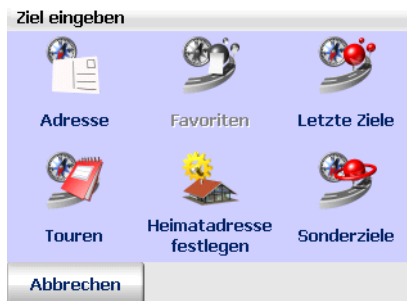 Ziel eingeben
Adresse
Favoriten
Letzte Ziele
Touren
Heimatadresse
festlegen
Sonderziele
Abbrechen